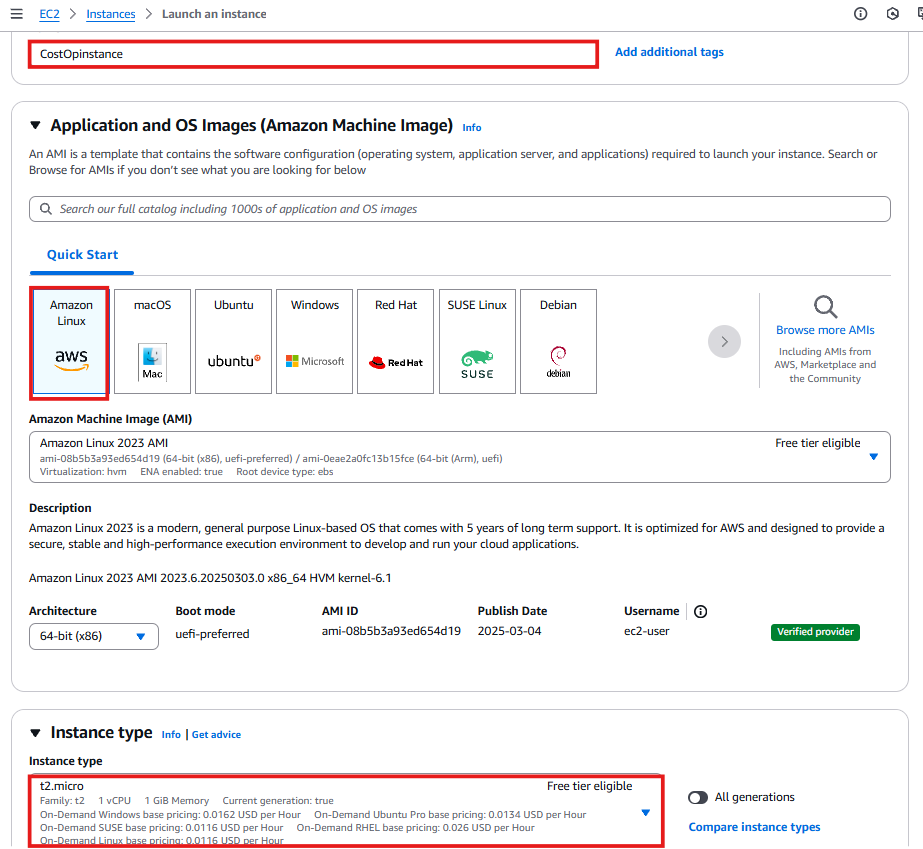 EC2 > Instances > Launch an instance
CostOpinstance
Add additional tags
Application and OS Images (Amazon Machine Image) Info
An AMI is a template that contains the software configuration (operating system, application server, and applications) required to launch your instance. Search or
Browse for AMIs if you don't see what you are looking for below
Search our full catalog including 1000s of application and OS images
Quick Start
Amazon
Linux
aws
macOS
Mac
Ubuntu
ubuntu
Windows
Microsoft
Red Hat
Red Hat
SUSE Linux
SUSE
Debian
debian
Browse more AMIs
Including AMIs from
AWS, Marketplace and
the Community
Amazon Machine Image (AMI)
Amazon Linux 2023 AMI
Free tier eligible
ami-08b5b3a93ed654d19 (64-bit (x86), uefi-preferred) / ami-0eae2a0fc13b15fce (64-bit (Arm), uefi)
Virtualization: hvm ENA enabled: true Root device type: ebs
Description
Amazon Linux 2023 is a modern, general purpose Linux-based OS that comes with 5 years of long term support. It is optimized for AWS and designed to provide a
secure, stable and high-performance execution environment to develop and run your cloud applications.
Amazon Linux 2023 AMI 2023.6.20250303.0 x86_64 HVM kernel-6.1
Architecture Boot mode AMI ID Publish Date Username
64-bit (x86) uefi-preferred ami-08b5b3a93ed654d19 2025-03-04 ec2-user Verified provider
Instance type Info | Get advice
Instance type
t2.micro
Free tier eligible
Family: t2 1 vCPU 1 GiB Memory Current generation: true
On-Demand Windows base pricing: 0.0162 USD per Hour On-Demand Ubuntu Pro base pricing: 0.0134 USD per Hour
On-Demand SUSE base pricing: 0.0116 USD per Hour On-Demand RHEL base pricing: 0.026 USD per Hour
On-Demand Linux base pricing: 0.0116 USD per Hour
All generations
Compare instance types